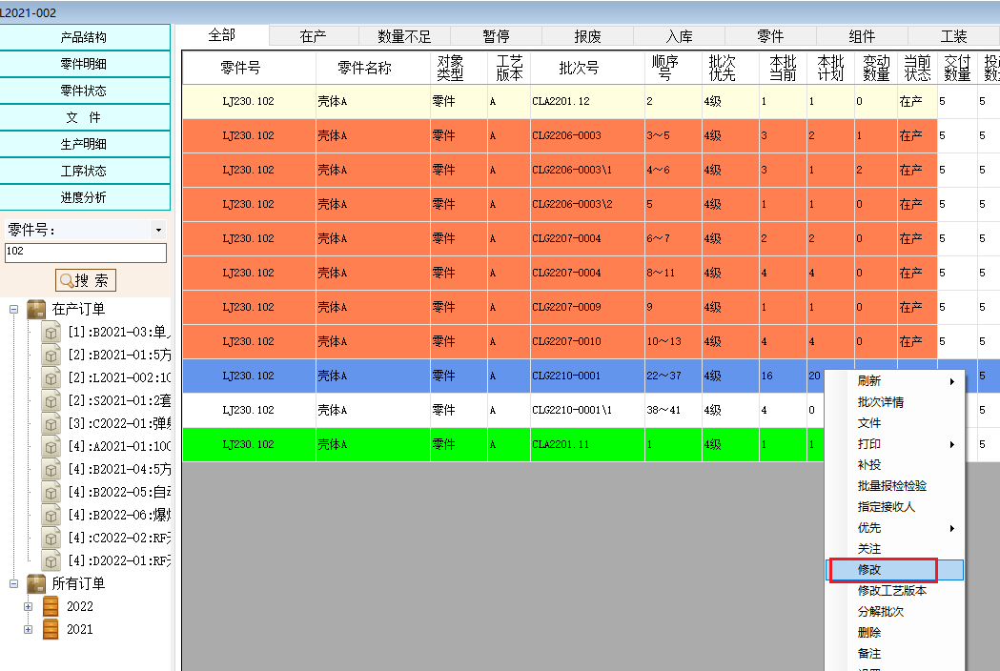 L2021-002
产品结构
零件明细
零件状态
文 件
生产明细
工序状态
进度分析
零件号:
102
搜 索
在产订单
[1]:B2021-03:单
[2]:B2021-01:5方
[2]:L2021-002:10
[2]:S2021-01:2套
[3]:C2022-01:弹射
[4]:A2021-01:100
[4]:B2021-04:5方
[4]:B2022-05:自动
[4]:B2022-06:爆炸
[4]:C2022-02:RF
[4]:D2022-01:RF
所有订单
2022
2021
全部 在产 数量不足 暂停 报废 入库 零件 组件 工装
零件号 零件名称 对象类型 工艺版本 批次号 顺序号 批次优先 本批当前 本批计划 变动数量 当前状态 交付数量
LJ230.102 壳体A 零件 A CLA2201.12 2 4级 1 1 0 在产 5 5
LJ230.102 壳体A 零件 A CLG2206-0003 3~5 4级 3 2 1 在产 5 5
LJ230.102 壳体A 零件 A CLG2206-0003\1 4~6 4级 3 1 2 在产 5 5
LJ230.102 壳体A 零件 A CLG2206-0003\2 5 4级 1 1 0 在产 5 5
LJ230.102 壳体A 零件 A CLG2207-0004 6~7 4级 2 2 0 在产 5 5
LJ230.102 壳体A 零件 A CLG2207-0004 8~11 4级 4 4 0 在产 5 5
LJ230.102 壳体A 零件 A CLG2207-0009 9 4级 1 1 0 在产 5 5
LJ230.102 壳体A 零件 A CLG2207-0010 10~13 4级 4 4 0 在产 5 5
LJ230.102 壳体A 零件 A CLG2210-0001 22~37 4级 16 20 5
LJ230.102 壳体A 零件 A CLG2210-0001\1 38~41 4级 4 0 5
LJ230.102 壳体A 零件 A CLA2201.11 1 4级 1 1 5
刷新
批次详情
文件
打印
补投
批量报检检验
指定接收人
优先
关注
修改
修改工艺版本
分解批次
删除
备注